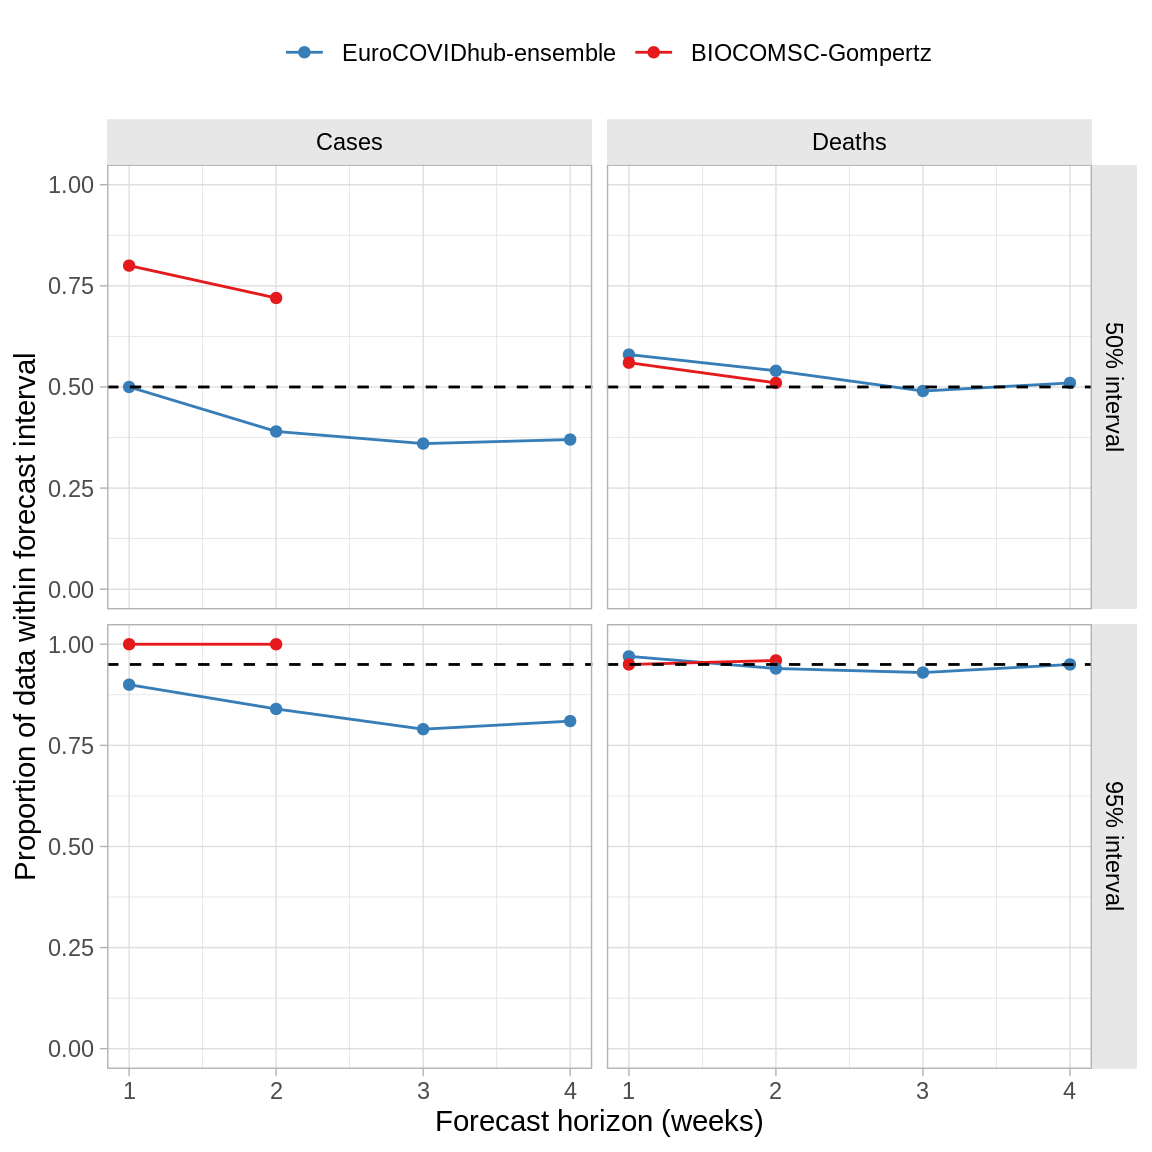 EuroCOVIDhub-ensemble BIOCOMSC-Gompertz
Cases Deaths
1.00
0.75
0.50
0.25
0.00
50% interval
1.00
0.75
0.50
0.25
0.00
95% interval
Proportion of data within forecast interval
1 2 3 4 1 2 3 4
Forecast horizon (weeks)